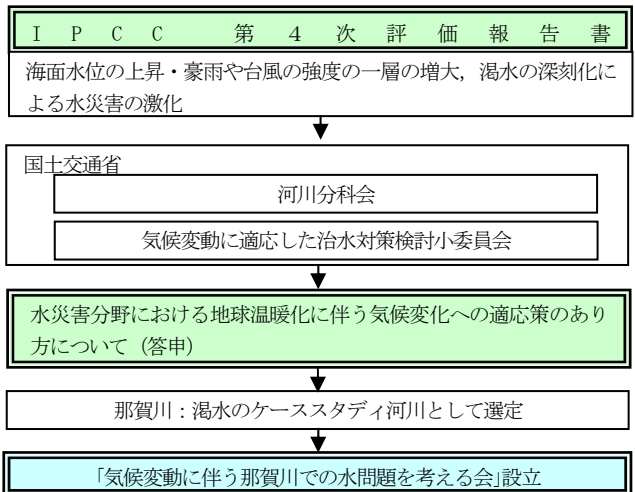 IPCC 第4次評価報告書
海面水位の上昇・豪雨や台風の強度の一層の増大，渇水の深刻化に
よる水災害の激化
国土交通省
河川分科会
気候変動に適応した治水対策検討小委員会
水災害分野における地球温暖化に伴う気候変化への適応策のあり
方について（答申）
那賀川：渇水のケーススタディ河川として選定
「気候変動に伴う那賀川での水問題を考える会」設立